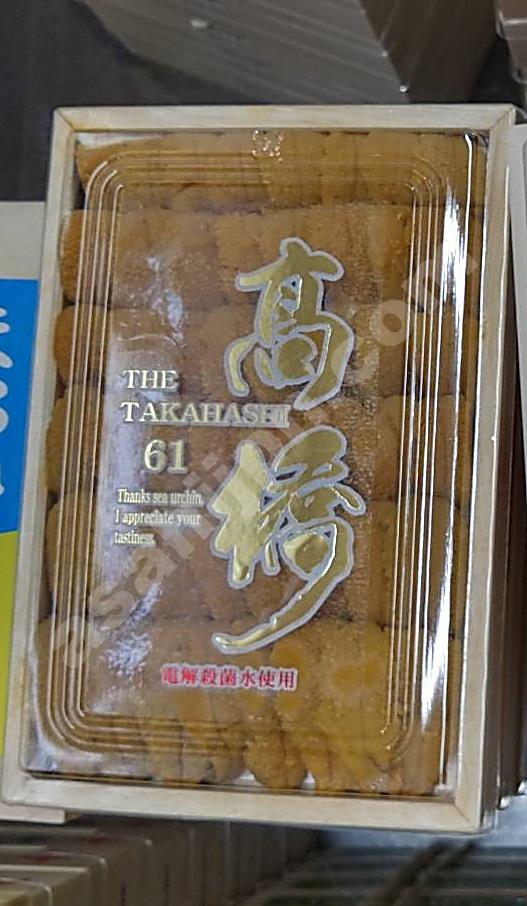 髙橋
THE
TAKAHASHI
61
Thanks sea urchin.
I appreciate your
tastiness.
電解殺菌水使用